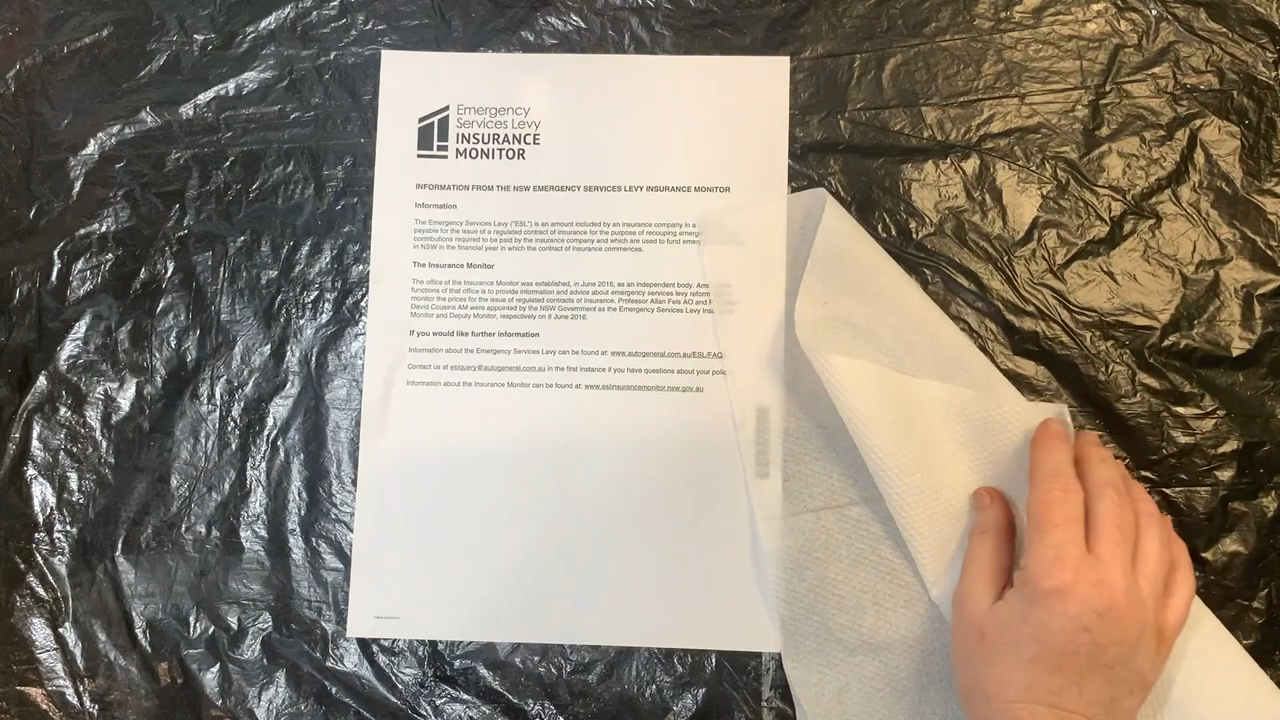 Emergency
Services Levy
INSURANCE
MONITOR
INFORMATION FROM THE NSW EMERGENCY SERVICES LEVY INSURANCE MONITOR
Information
The Emergency Services Levy ("ESL") is an amount included by an insurance company in a
payable for the issue of a regulated contract of insurance for the purpose of recouping emerg
contributions required to be paid by the insurance company and which are used to fund emer
in NSW in the financial year in which the contract of insurance commences.
The Insurance Monitor
The office of the Insurance Monitor was established, in June 2016, as an independent body. Amo
functions of that office is to provide information and advice about emergency services levy reform
monitor the prices for the issue of regulated contracts of insurance. Professor Allan Fels AO and
David Cousins AM were appointed by the NSW Government as the Emergency Services Levy Insu
Monitor and Deputy Monitor, respectively on 8 June 2016.
If you would like further information
Information about the Emergency Services Levy can be found at: www.autogeneral.com.au/ESL/FAQ
Contact us at eslquery@autogeneral.com.au in the first instance if you have questions about your polic
Information about the Insurance Monitor can be found at: www.eslinsurancemonitor.nsw.gov.au